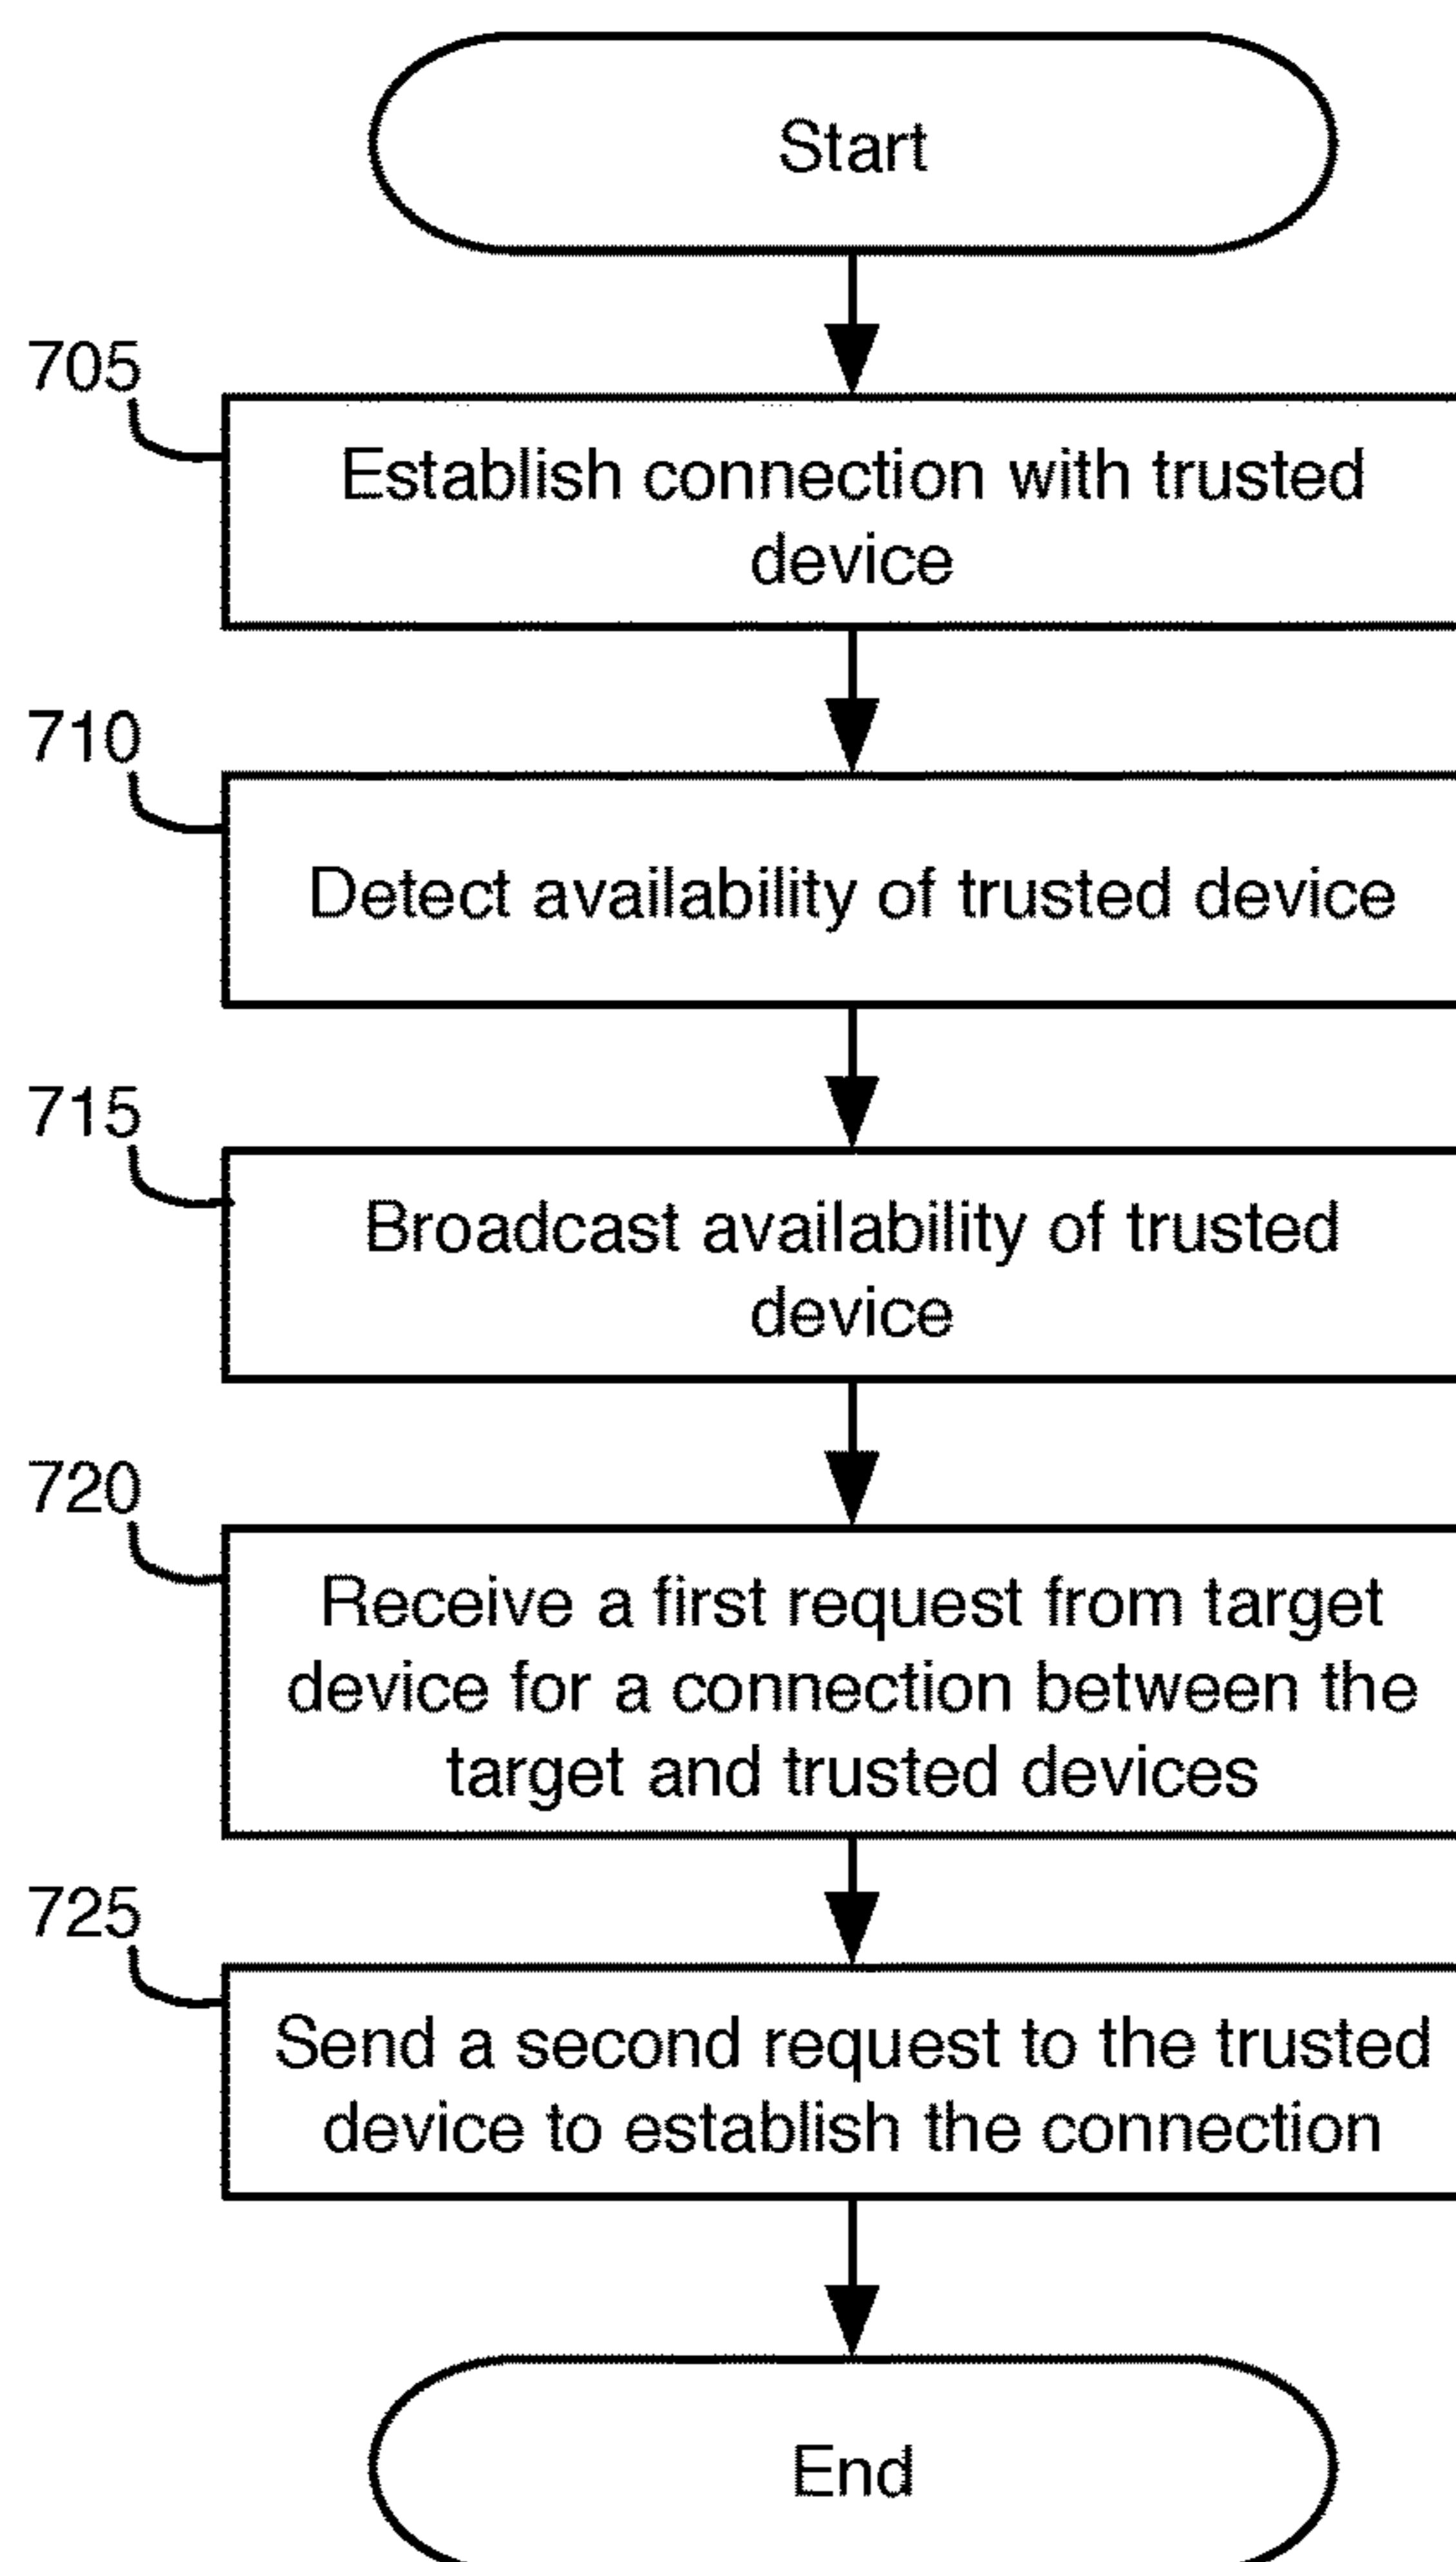 Start
705
Establish connection with trusted
device
710
Detect availability of trusted device
715
Broadcast availability of trusted
device
720
Receive a first request from target
device for a connection between the
target and trusted devices
725
Send a second request to the trusted
device to establish the connection
End